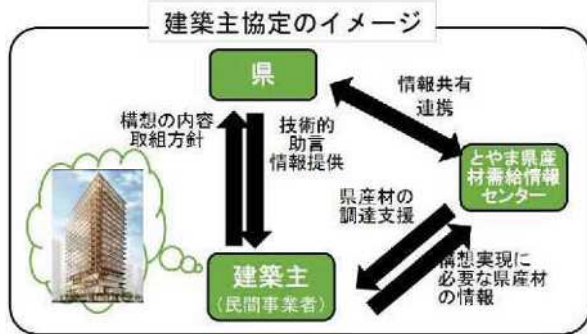 建築主協定のイメージ
県
構想の内容
取組方針
技術的
助言
情報提供
情報共有
連携
とやま県産
材需給情報
センター
県産材の
調達支援
構想実現に
必要な県産材
の情報
建築主
(民間事業者)